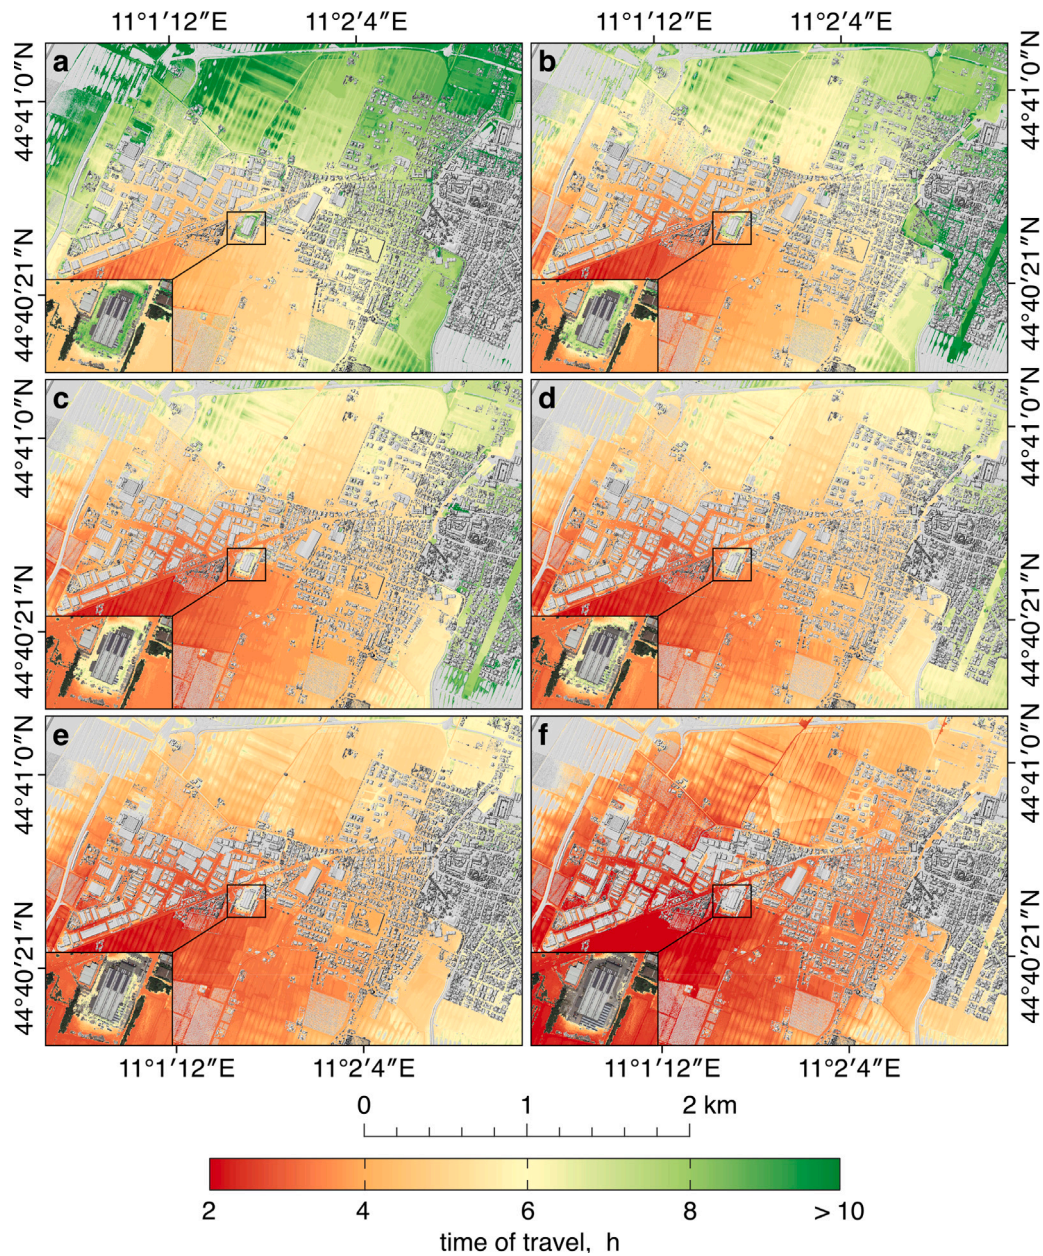 11°1′12″E 11°2′4″E 11°1′12″E 11°2′4″E
a b
44°41′0″N 44°41′0″N
44°40′21″N 44°40′21″N
c d
44°41′0″N 44°41′0″N
44°40′21″N 44°40′21″N
e f
44°41′0″N 44°41′0″N
44°40′21″N 44°40′21″N
11°1′12″E 11°2′4″E 11°1′12″E 11°2′4″E
0 1 2 km
2 4 6 8 > 10
time of travel, h